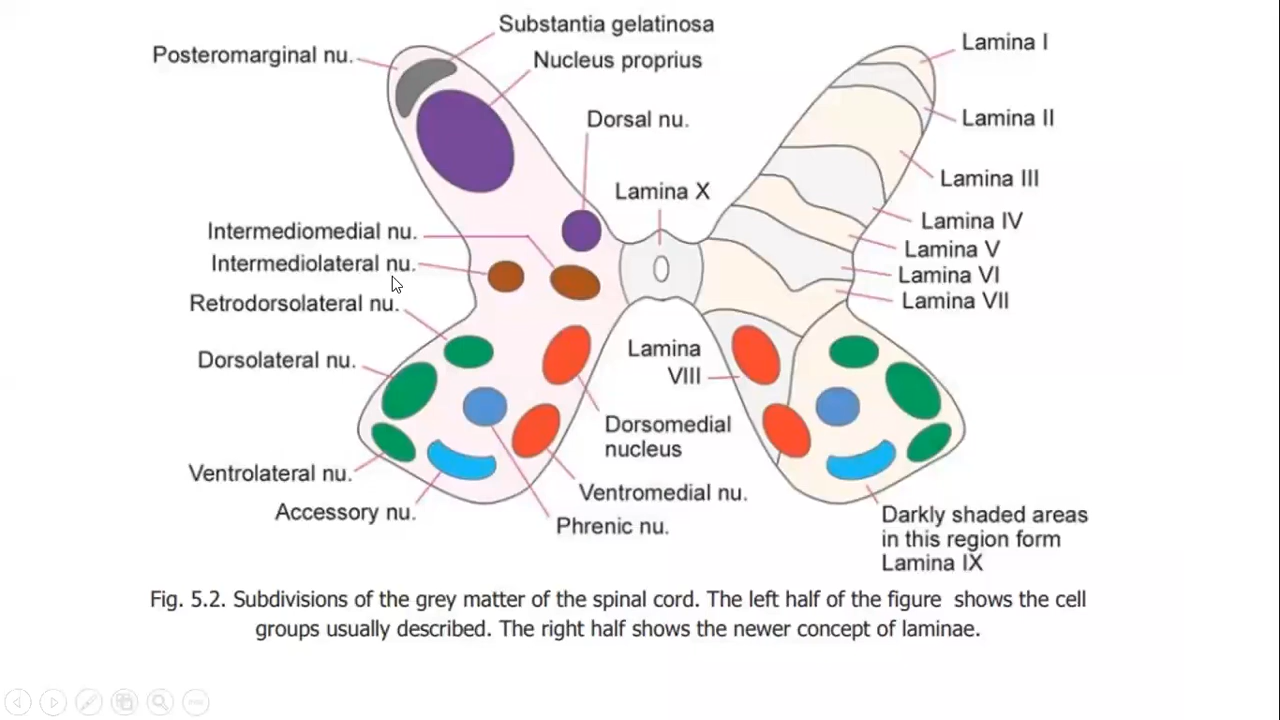 Substantia gelatinosa
Posteromarginal nu.
Nucleus proprius
Dorsal nu.
Lamina X
Intermediomedial nu.
Intermediolateral nu.
Retrodorsolateral nu.
Dorsolateral nu.
Ventrolateral nu.
Accessory nu.
Lamina
VIII
Dorsomedial
nucleus
Ventromedial nu.
Phrenic nu.
Lamina I
Lamina II
Lamina III
Lamina IV
Lamina V
Lamina VI
Lamina VII
Darkly shaded areas
in this region form
Lamina IX
Fig. 5.2. Subdivisions of the grey matter of the spinal cord. The left half of the figure shows the cell
groups usually described. The right half shows the newer concept of laminae.